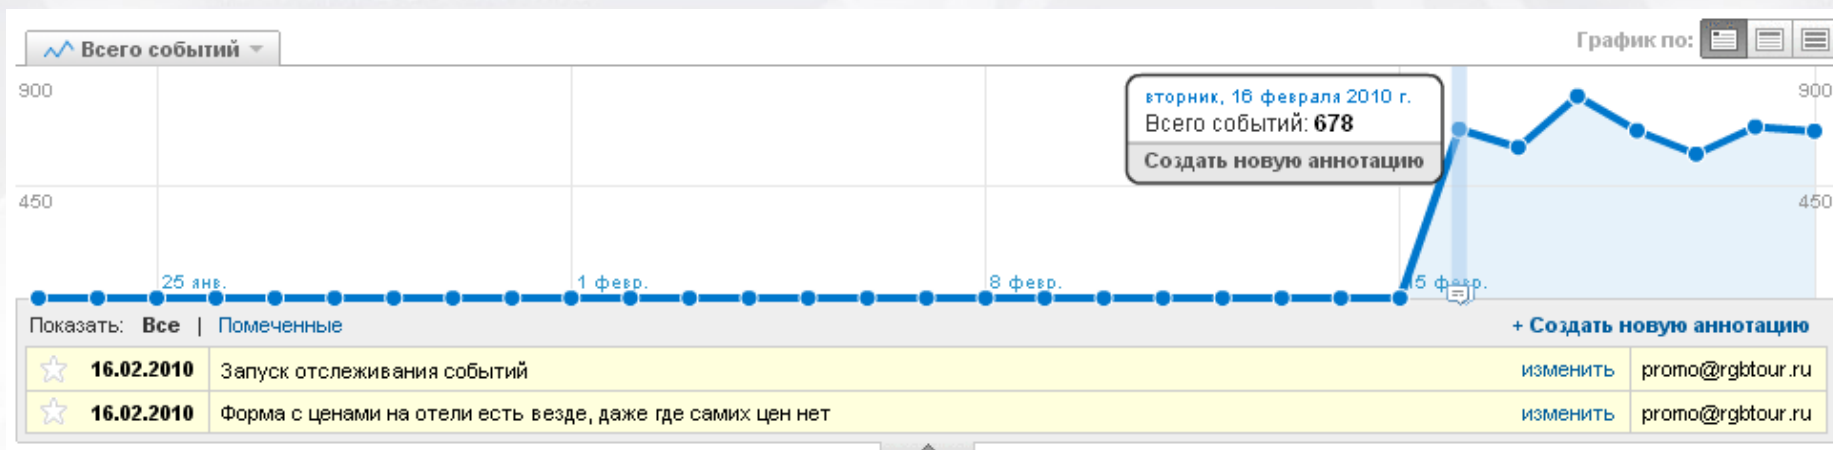 Всего событий
График по:
900
900
вторник, 16 февраля 2010 г.
Всего событий: 678
Создать новую аннотацию
450
450
25 янв.
1 февр.
8 февр.
15 февр.
Показать: Все | Помеченные
+ Создать новую аннотацию
16.02.2010 Запуск отслеживания событий изменить promo@rgbtour.ru
16.02.2010 Форма с ценами на отели есть везде, даже где самих цен нет изменить promo@rgbtour.ru